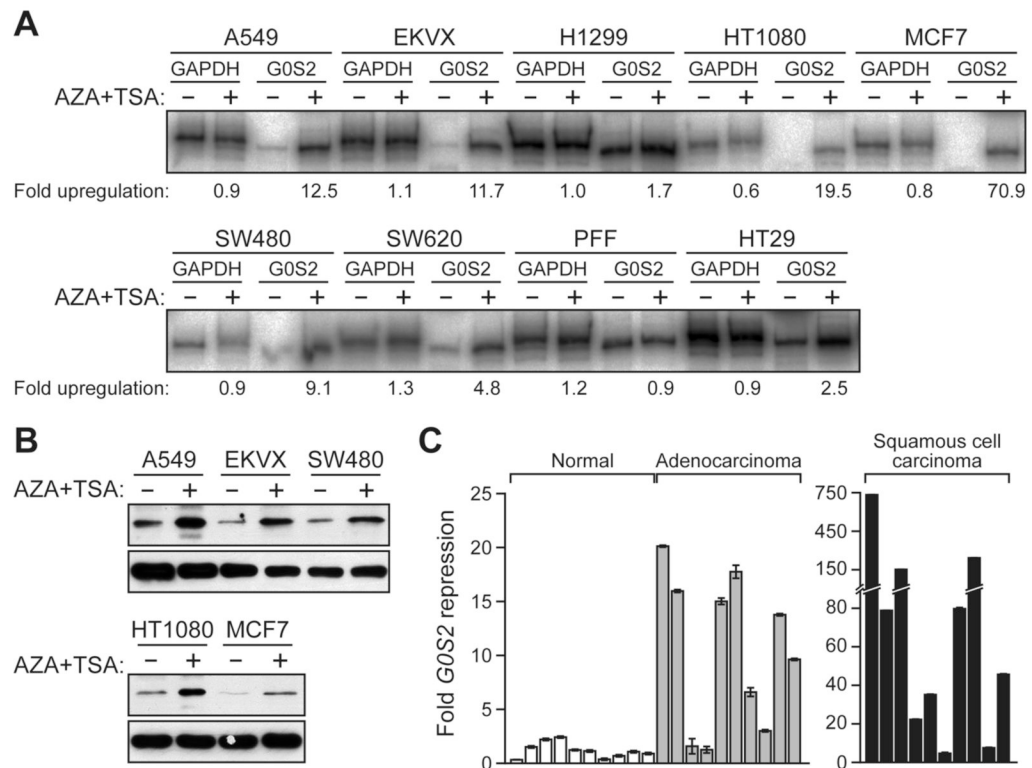 A
A549 EKVX H1299 HT1080 MCF7
GAPDH G0S2 GAPDH G0S2 GAPDH G0S2 GAPDH G0S2 GAPDH G0S2
AZA+TSA: − + − + − + − + − + − + − + − + − + − +
Fold upregulation: 0.9 12.5 1.1 11.7 1.0 1.7 0.6 19.5 0.8 70.9
SW480 SW620 PFF HT29
GAPDH G0S2 GAPDH G0S2 GAPDH G0S2 GAPDH G0S2
AZA+TSA: − + − + − + − + − + − + − + − +
Fold upregulation: 0.9 9.1 1.3 4.8 1.2 0.9 0.9 2.5
B
A549 EKVX SW480
AZA+TSA: − + − + − +
HT1080 MCF7
AZA+TSA: − + − +
C
Normal Adenocarcinoma
Squamous cell
carcinoma
Fold G0S2 repression
25
20
15
10
5
0
750
450
150
80
60
40
20
0